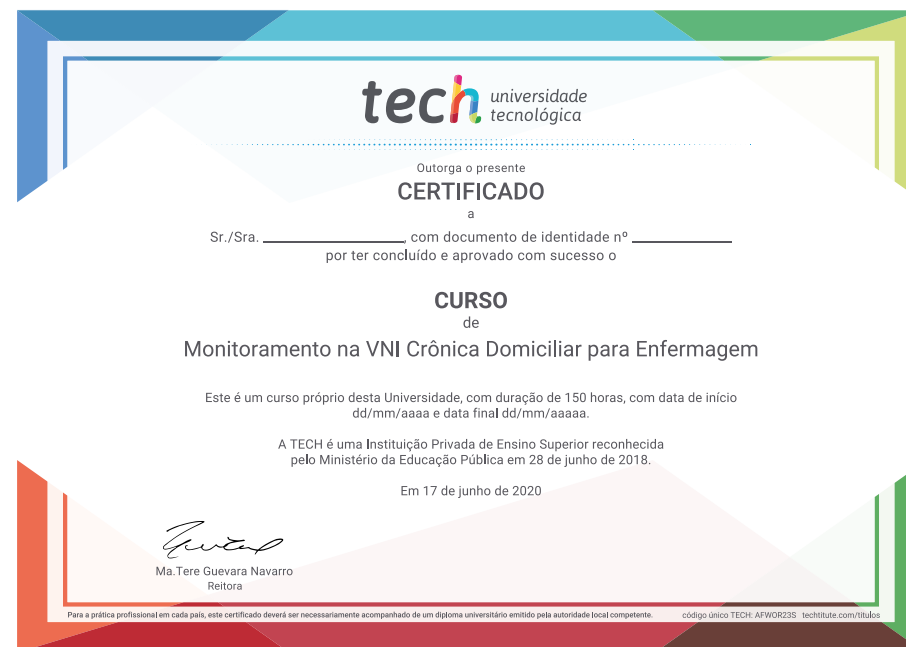 tech universidade
tecnológica
Outorga o presente
CERTIFICADO
a
Sr./Sra. ____________, com documento de identidade nº ____________
por ter concluído e aprovado com sucesso o
CURSO
de
Monitoramento na VNI Crônica Domiciliar para Enfermagem
Este é um curso próprio desta Universidade, com duração de 150 horas, com data de início
dd/mm/aaaa e data final dd/mm/aaaaa.
A TECH é uma Instituição Privada de Ensino Superior reconhecida
pelo Ministério da Educação Pública em 28 de junho de 2018.
Em 17 de junho de 2020
Ma.Tere Guevara Navarro
Reitora
Para a prática profissional em cada país, este certificado deverá ser necessariamente acompanhado de um diploma universitário emitido pela autoridade local competente.
código único TECH: AFWOR23S techtitute.com/titulos